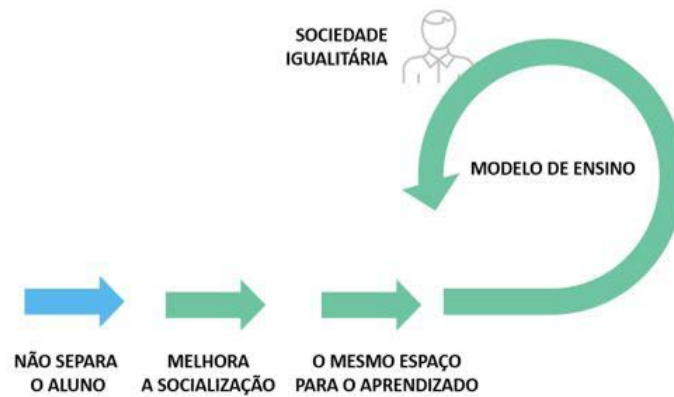 SOCIEDADE
IGUALITÁRIA
MODELO DE ENSINO
NÃO SEPARA
O ALUNO
MELHORA
A SOCIALIZAÇÃO
O MESMO ESPAÇO
PARA O APRENDIZADO